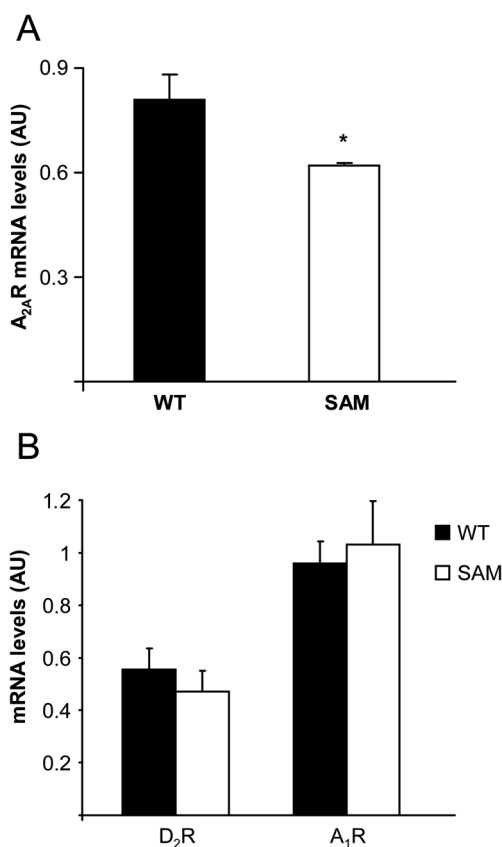 A
A2AR mRNA levels (AU)
0.9
0.6
0.3
*
WT
SAM
B
mRNA levels (AU)
1.2
1
0.8
0.6
0.4
0.2
WT
SAM
D2R
A1R